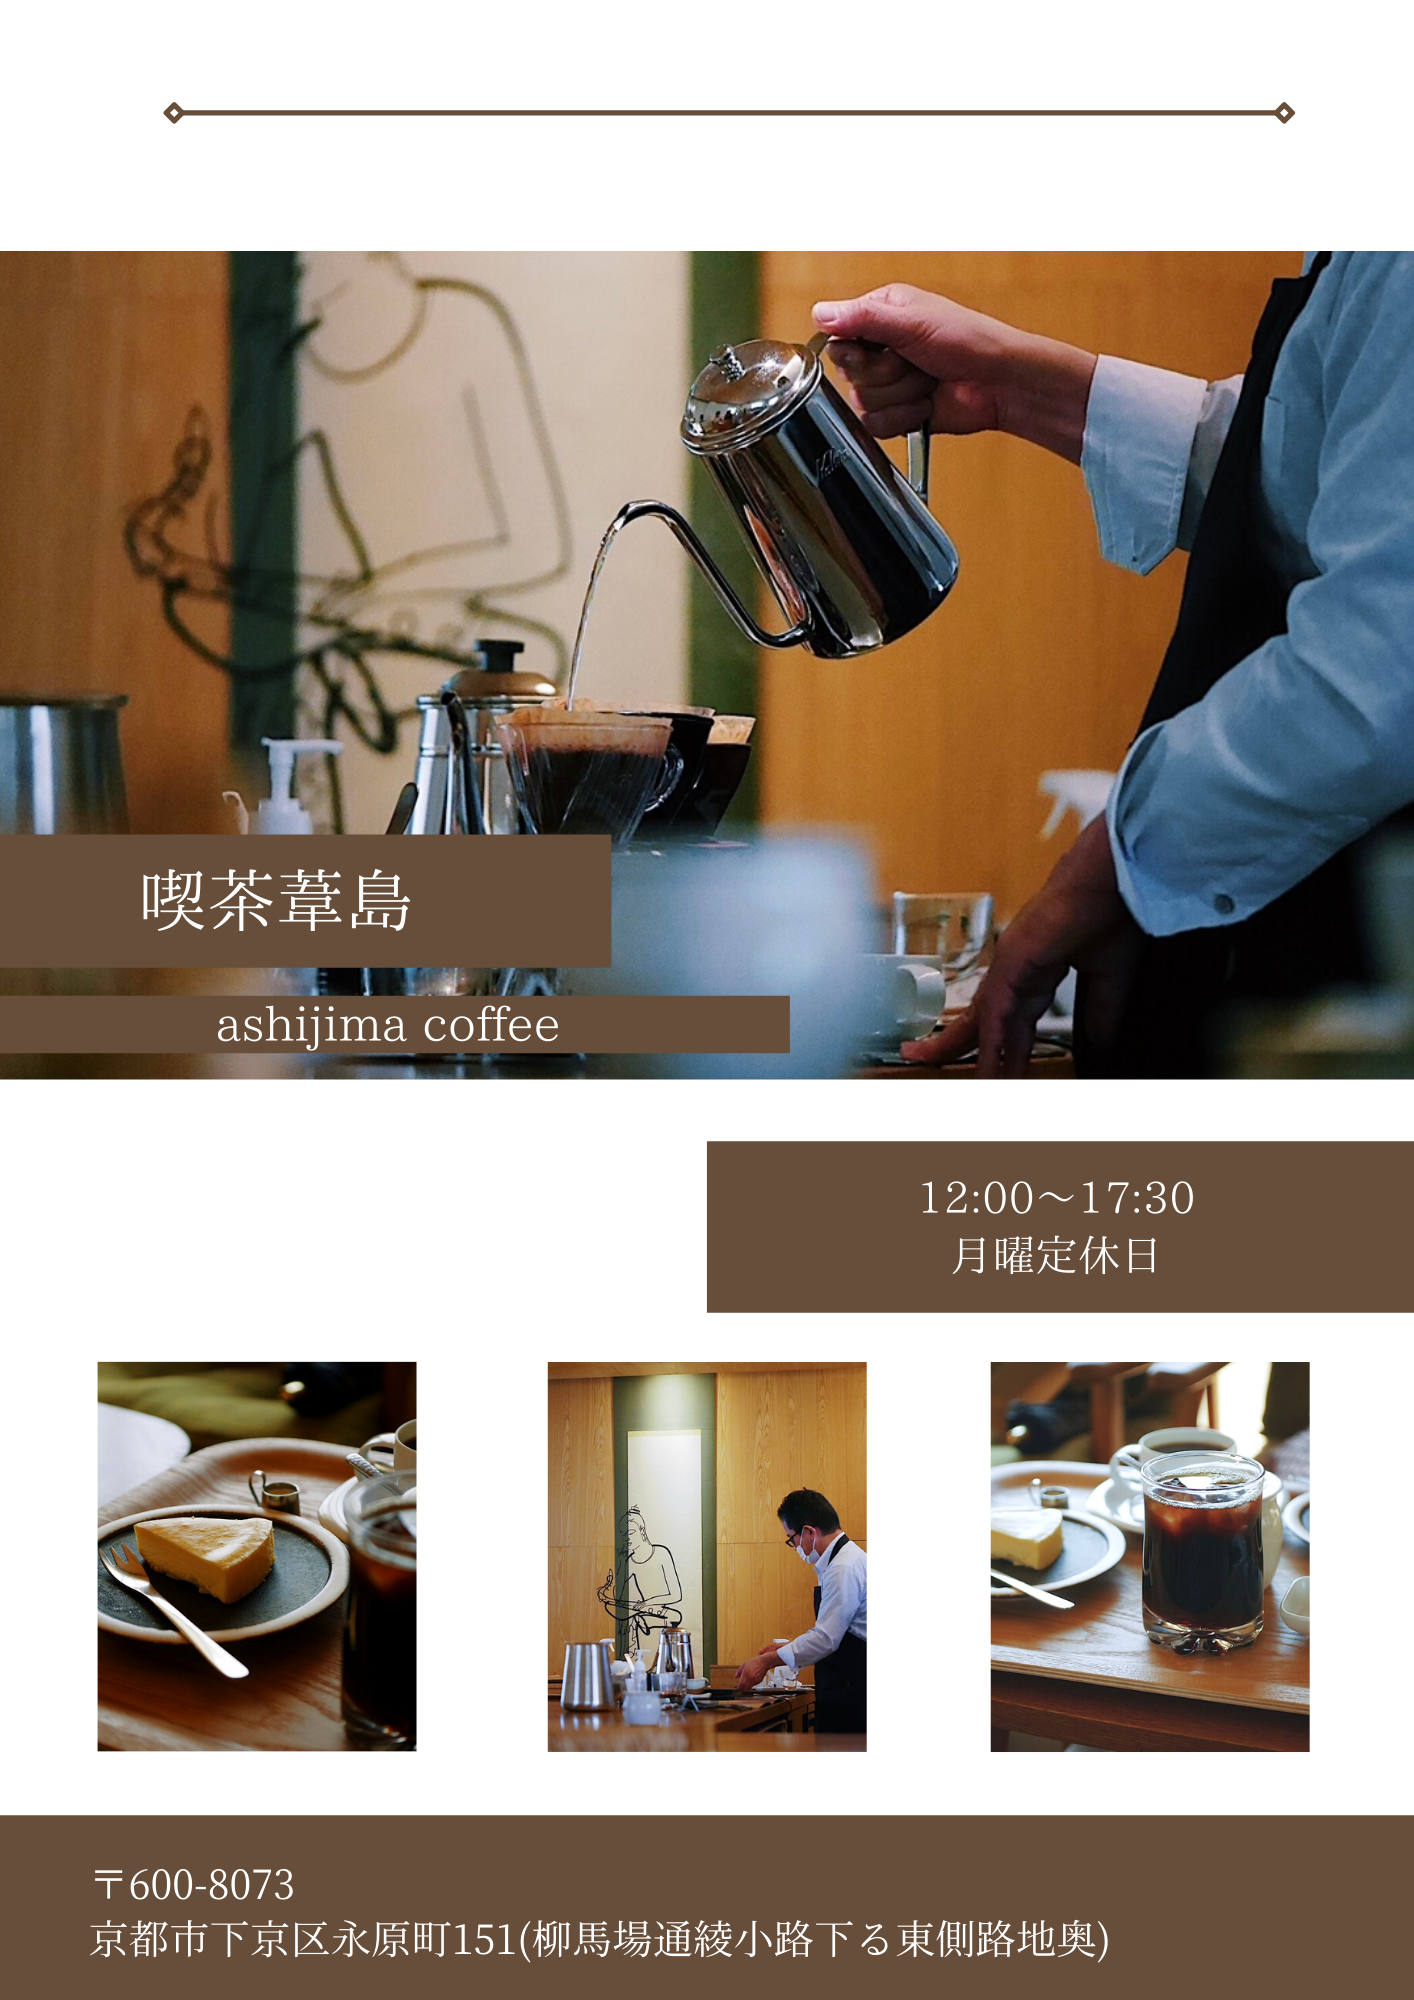 喫茶葦島
ashijima coffee
12:00〜17:30
月曜定休日
〒600-8073
京都市下京区永原町151(柳馬場通綾小路下る東側路地奥)